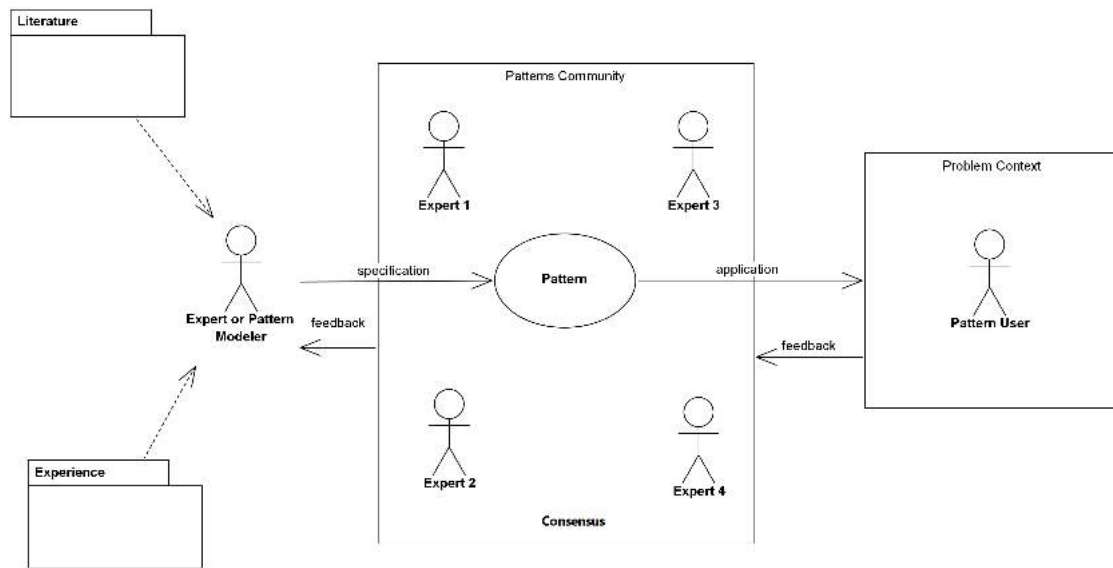 Literature
Patterns Community
Problem Context
Expert 1
Expert 3
specification
Pattern
application
Expert or Pattern
Modeler
Pattern User
feedback
feedback
Experience
Expert 2
Expert 4
Consensus